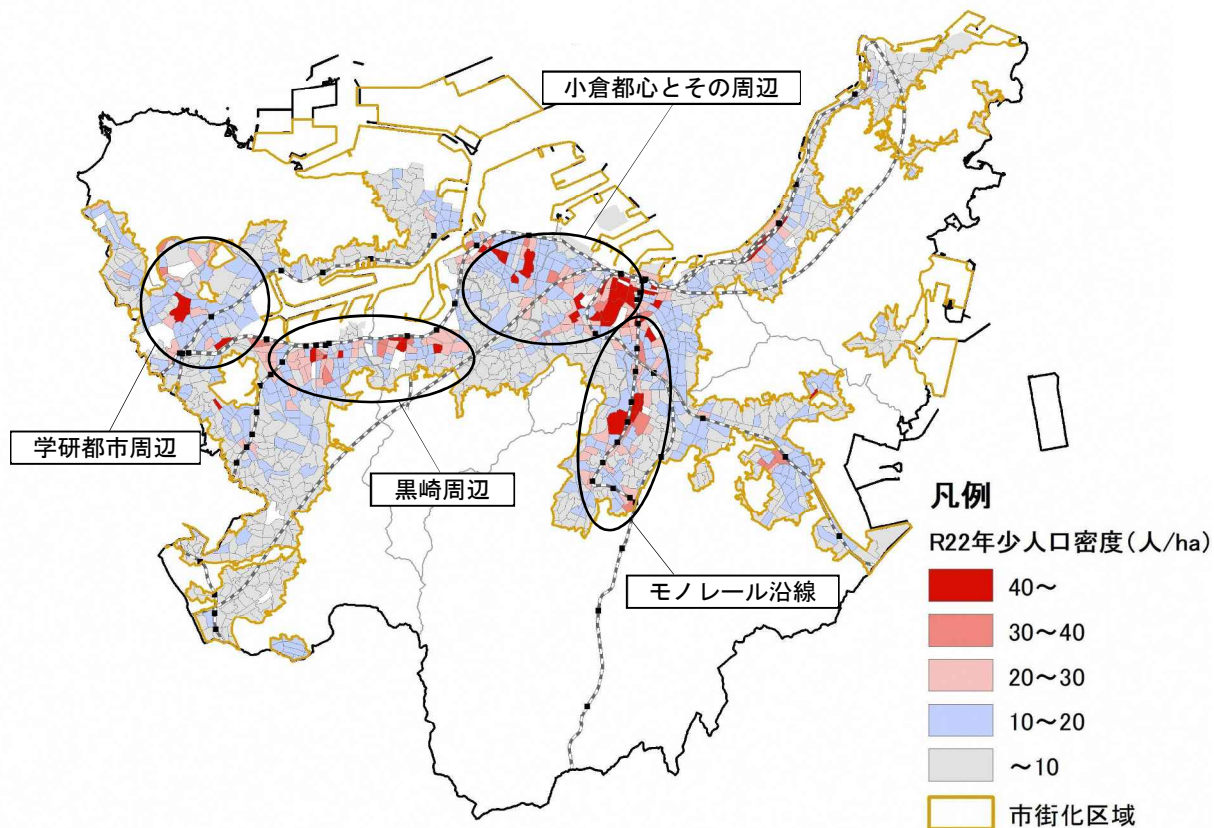 小倉都心とその周辺
学研都市周辺
黒崎周辺
モノレール沿線
凡例
R22年少人口密度(人/ha)
40～
30～40
20～30
10～20
～10
市街化区域